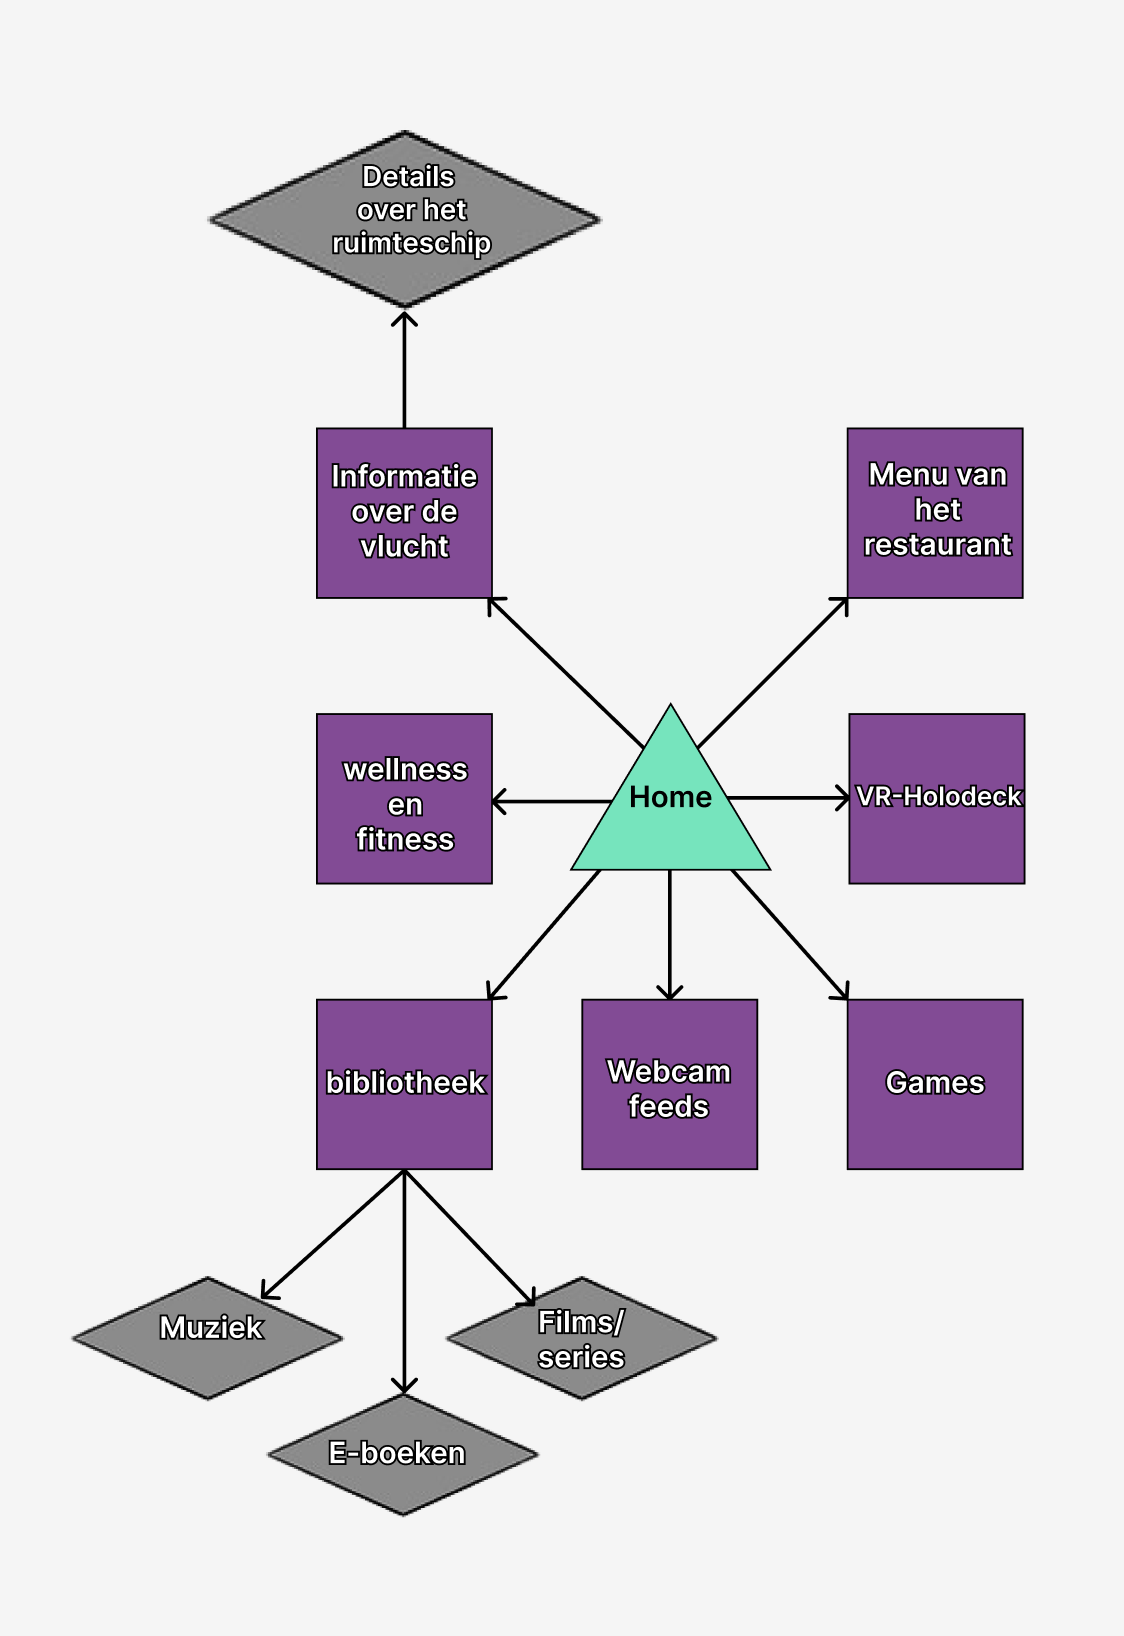 Details
over het
ruimteschip
Informatie
over de
vlucht
Menu van
het
restaurant
wellness
en
fitness
Home
VR-Holodeck
bibliotheek
Webcam
feeds
Games
Muziek
Films/
series
E-boeken